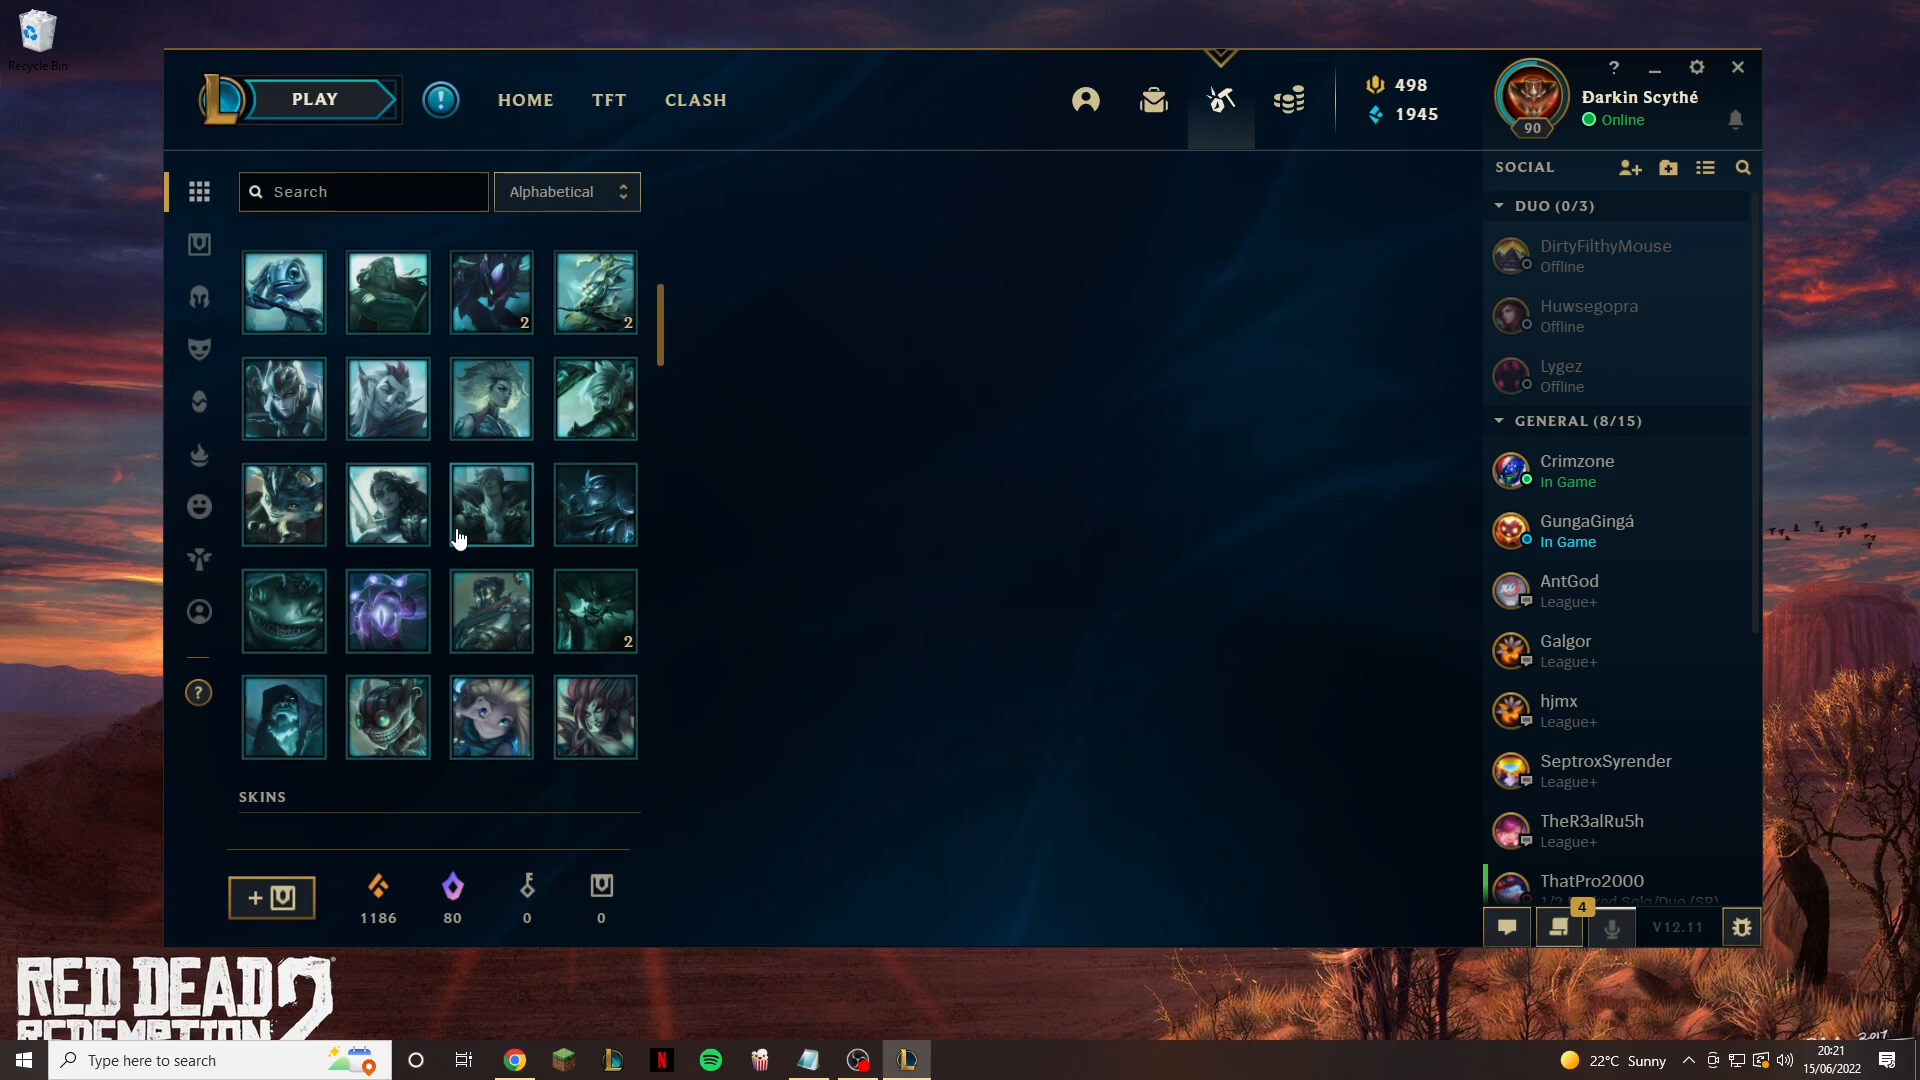 Recycle Bin
PLAY
HOME
TFT
CLASH
498
1945
90
?
Ðarkin Scythé
Online
Search
Alphabetical
2
2
2
?
SKINS
1186
80
0
0
SOCIAL
DUO (0/3)
DirtyFilthyMouse
Offline
Huwsegopra
Offline
Lygez
Offline
GENERAL (8/15)
Crimzone
In Game
GungaGingá
In Game
AntGod
League+
Galgor
League+
hjmx
League+
SeptroxSyrender
League+
TheR3alRu5h
League+
ThatPro2000
4
V12.11
RED DEAD
REDEMPTION 2
2017
Type here to search
22°C Sunny
20:21
15/06/2022